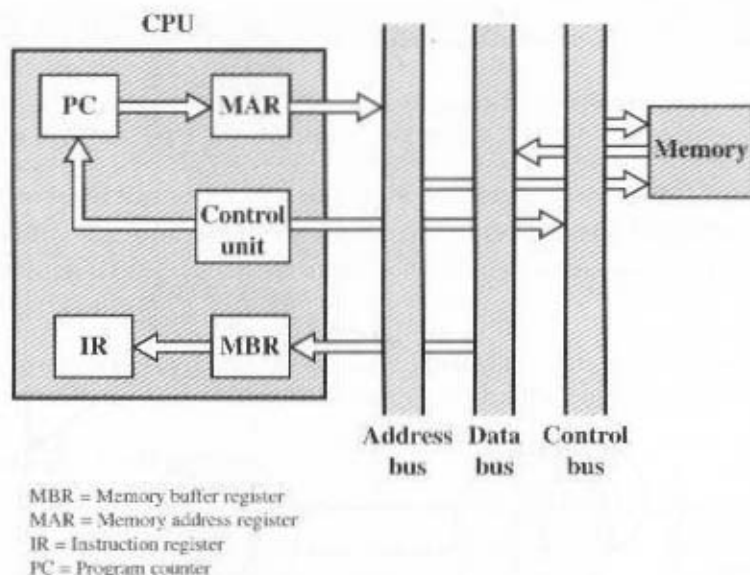 CPU
PC
MAR
Memory
Control
unit
IR
MBR
Address
bus
Data
bus
Control
bus
MBR = Memory buffer register
MAR = Memory address register
IR = Instruction register
PC = Program counter